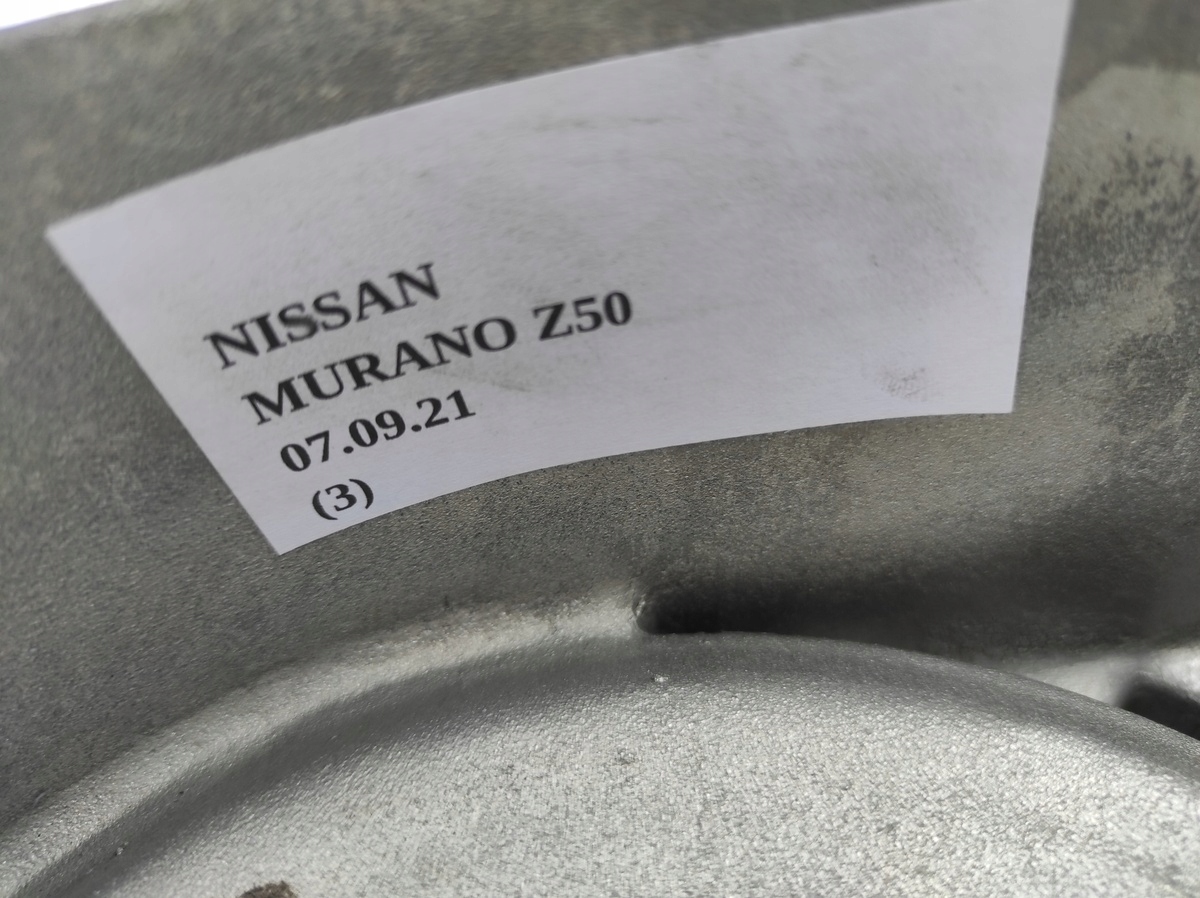 NISSAN
MURANO Z50
07.09.21
(3)